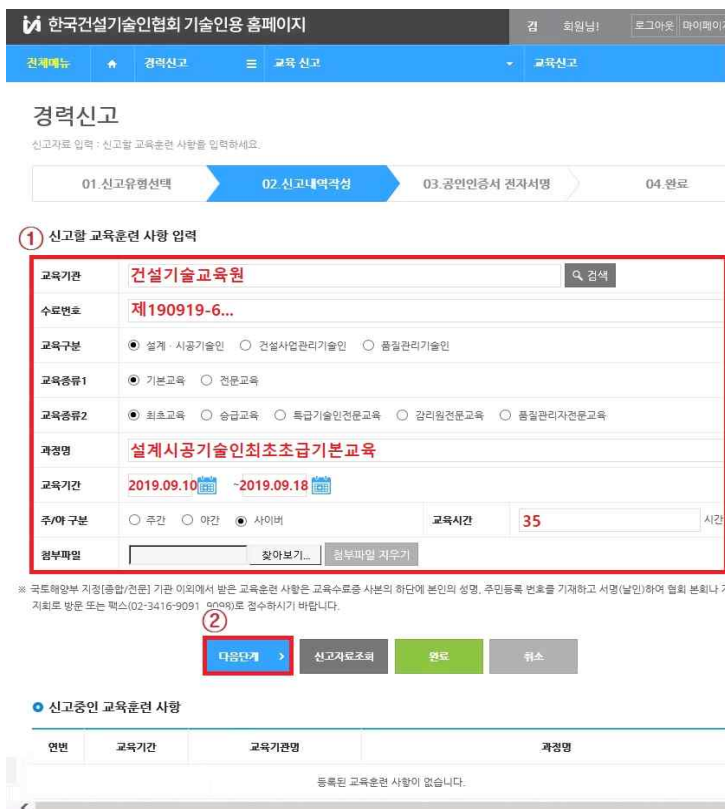 한국건설기술인협회 기술인용 홈페이지 김 회원님! 로그아웃 마이페이지
전체메뉴 경력신고 교육 신고 교육신고
경력신고
신고자료 입력 : 신고할 교육훈련 사항을 입력하세요.
01.신고유형선택 02.신고내역작성 03.공인인증서 전자서명 04.완료
① 신고할 교육훈련 사항 입력
교육기관 건설기술교육원 검색
수료번호 제190919-6...
교육구분 설계 · 시공기술인 건설사업관리기술인 품질관리기술인
교육종류1 기본교육 전문교육
교육종류2 최초교육 승급교육 특급기술인전문교육 감리원전문교육 품질관리자전문교육
과정명 설계시공기술인최초초급기본교육
교육기간 2019.09.10 ~2019.09.18
주/야 구분 주간 야간 사이버 교육시간 35 시간
첨부파일 찾아보기... 첨부파일 지우기
※ 국토해양부 지정[종합/전문] 기관 이외에서 받은 교육훈련 사항은 교육수료증 사본의 하단에 본인의 성명, 주민등록 번호를 기재하고 서명(날인)하여 협회 본회나
지회로 방문 또는 팩스(02-3416-9091, 9098)로 접수하시기 바랍니다.
②
다음단계 > 신고자료조회 완료 취소
신고중인 교육훈련 사항
연번 교육기간 교육기관명 과정명
등록된 교육훈련 사항이 없습니다.